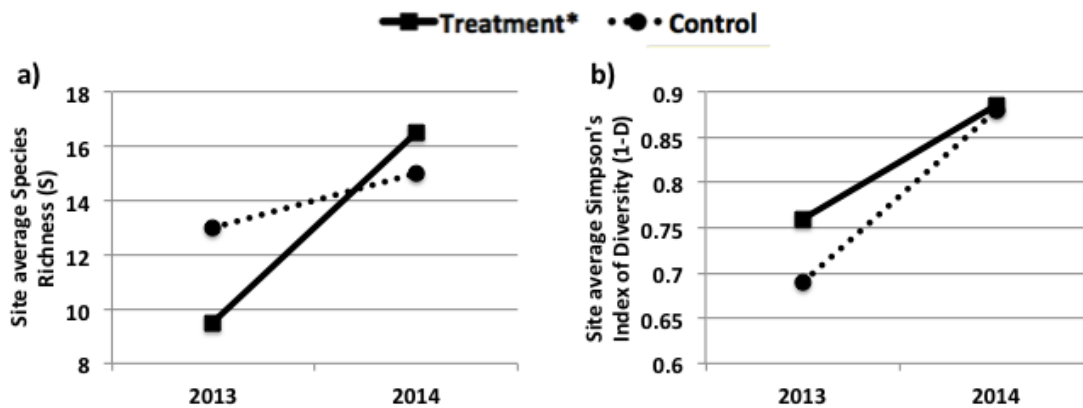 Treatment* Control
a)
Site average Species
Richness (S)
18
16
14
12
10
8
2013 2014
b)
Site average Simpson's
Index of Diversity (1-D)
0.9
0.85
0.8
0.75
0.7
0.65
0.6
2013 2014